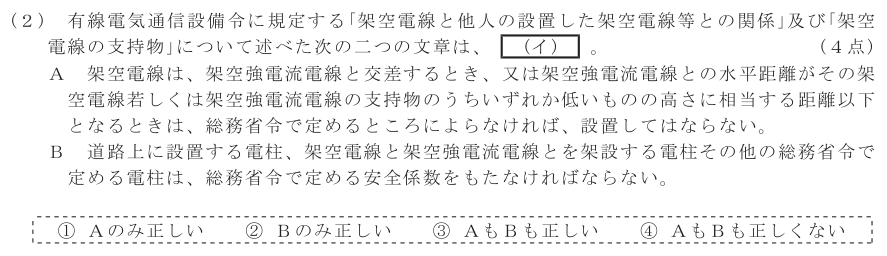 （２） 有線電気通信設備令に規定する｢架空電線と他人の設置した架空電線等との関係｣及び｢架空
電線の支持物｣について述べた次の二つの文章は、 （イ） 。 （４点）
Ａ 架空電線は、架空強電流電線と交差するとき、又は架空強電流電線との水平距離がその架
空電線若しくは架空強電流電線の支持物のうちいずれか低いものの高さに相当する距離以下
となるときは、総務省令で定めるところによらなければ、設置してはならない。
Ｂ 道路上に設置する電柱、架空電線と架空強電流電線とを架設する電柱その他の総務省令で
定める電柱は、総務省令で定める安全係数をもたなければならない。
① Ａのみ正しい ② Ｂのみ正しい ③ ＡもＢも正しい ④ ＡもＢも正しくない